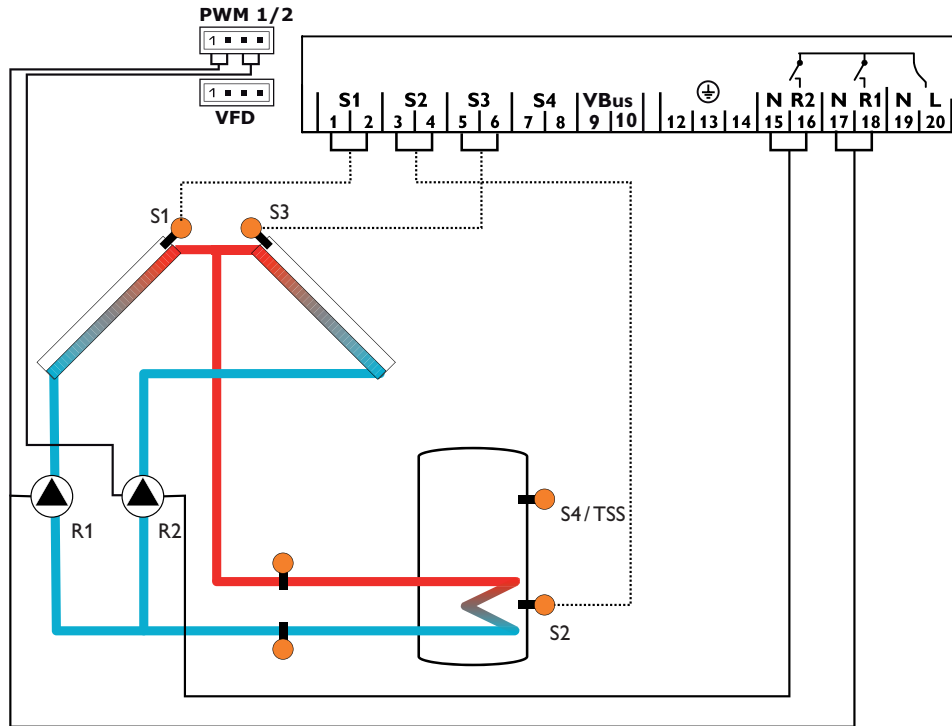 PWM 1/2
1
VFD
S1 S2 S3 S4 VBus N R2 N R1 N L
1 2 3 4 5 6 7 8 9 10 12 13 14 15 16 17 18 19 20
S1 S3
S4/TSS
R1 R2
S2